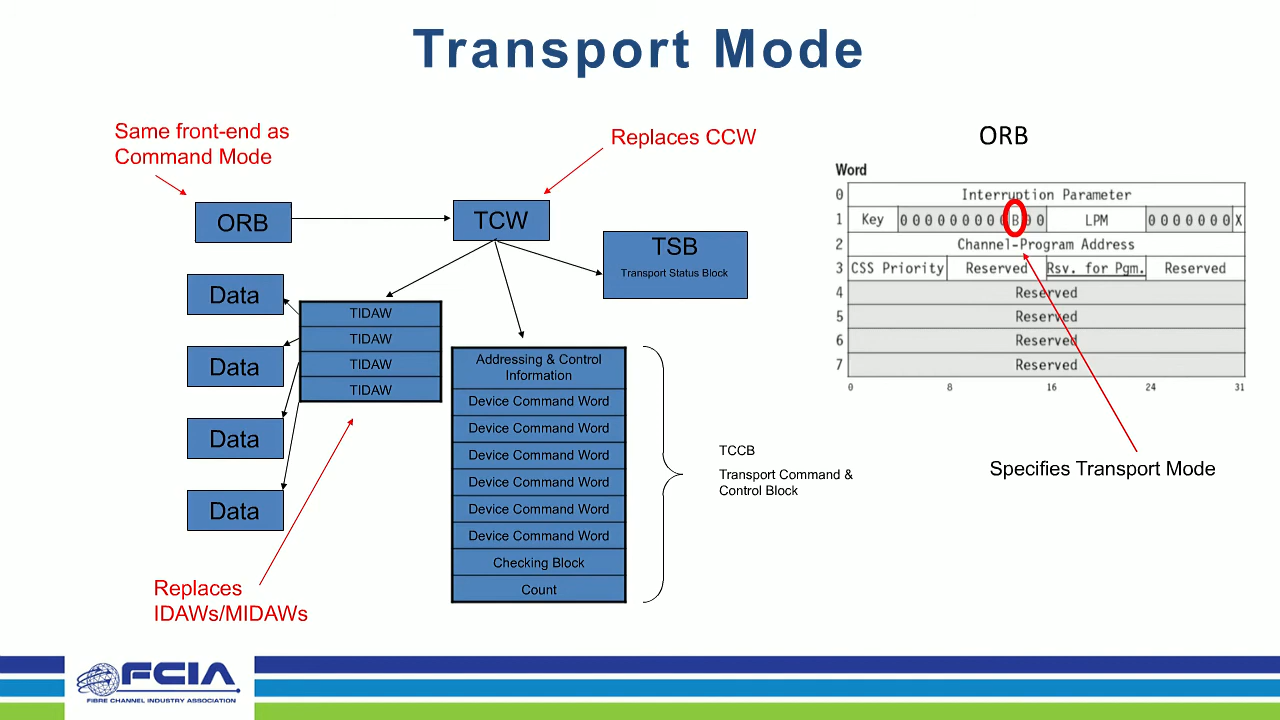 Transport Mode
Same front-end as
Command Mode
Replaces CCW
ORB
TCW
TSB
Transport Status Block
Data
Data
Data
Data
TIDAW
TIDAW
TIDAW
TIDAW
Addressing & Control
Information
Device Command Word
Device Command Word
Device Command Word
Device Command Word
Device Command Word
Device Command Word
Checking Block
Count
TCCB
Transport Command &
Control Block
Replaces
IDAWs/MIDAWs
ORB
Word
0 Interruption Parameter
1 Key 0 0 0 0 0 0 0 0 0 B 0 0 LPM 0 0 0 0 0 0 0 X
2 Channel-Program Address
3 CSS Priority Reserved Rsv. for Pgm. Reserved
4 Reserved
5 Reserved
6 Reserved
7 Reserved
0 8 16 24 31
Specifies Transport Mode
FCIA
FIBRE CHANNEL INDUSTRY ASSOCIATION